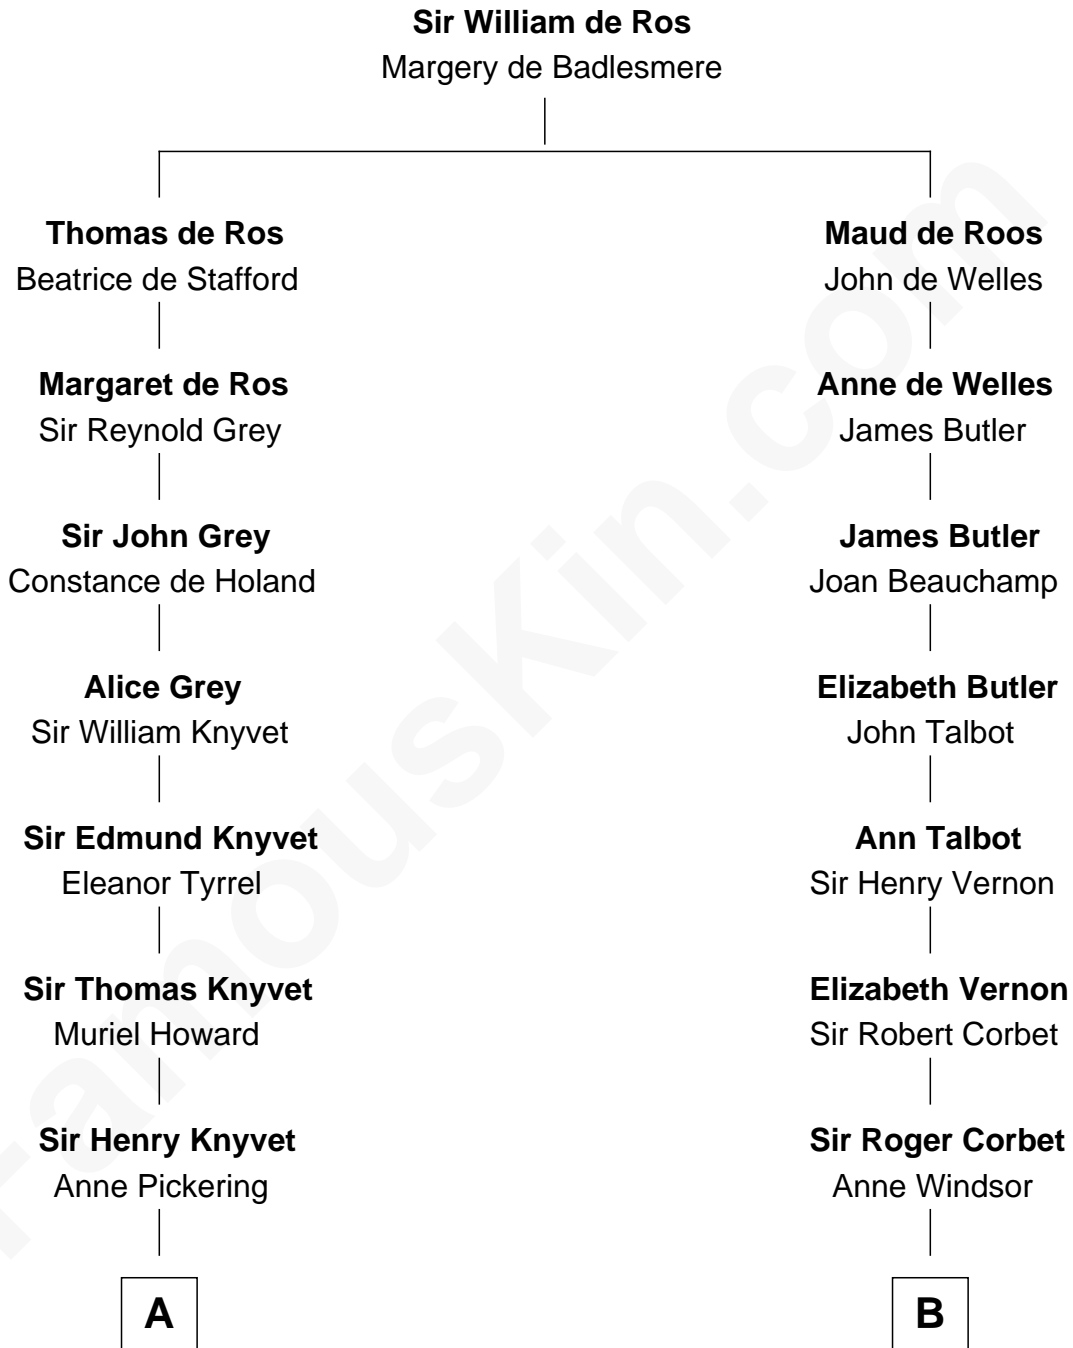 Sir William de Ros
Margery de Badlesmere
Thomas de Ros
Beatrice de Stafford
Margaret de Ros
Sir Reynold Grey
Sir John Grey
Constance de Holand
Alice Grey
Sir William Knyvet
Sir Edmund Knyvet
Eleanor Tyrrel
Sir Thomas Knyvet
Muriel Howard
Sir Henry Knyvet
Anne Pickering
A
Maud de Roos
John de Welles
Anne de Welles
James Butler
James Butler
Joan Beauchamp
Elizabeth Butler
John Talbot
Ann Talbot
Sir Henry Vernon
Elizabeth Vernon
Sir Robert Corbet
Sir Roger Corbet
Anne Windsor
B
FamousKin.com